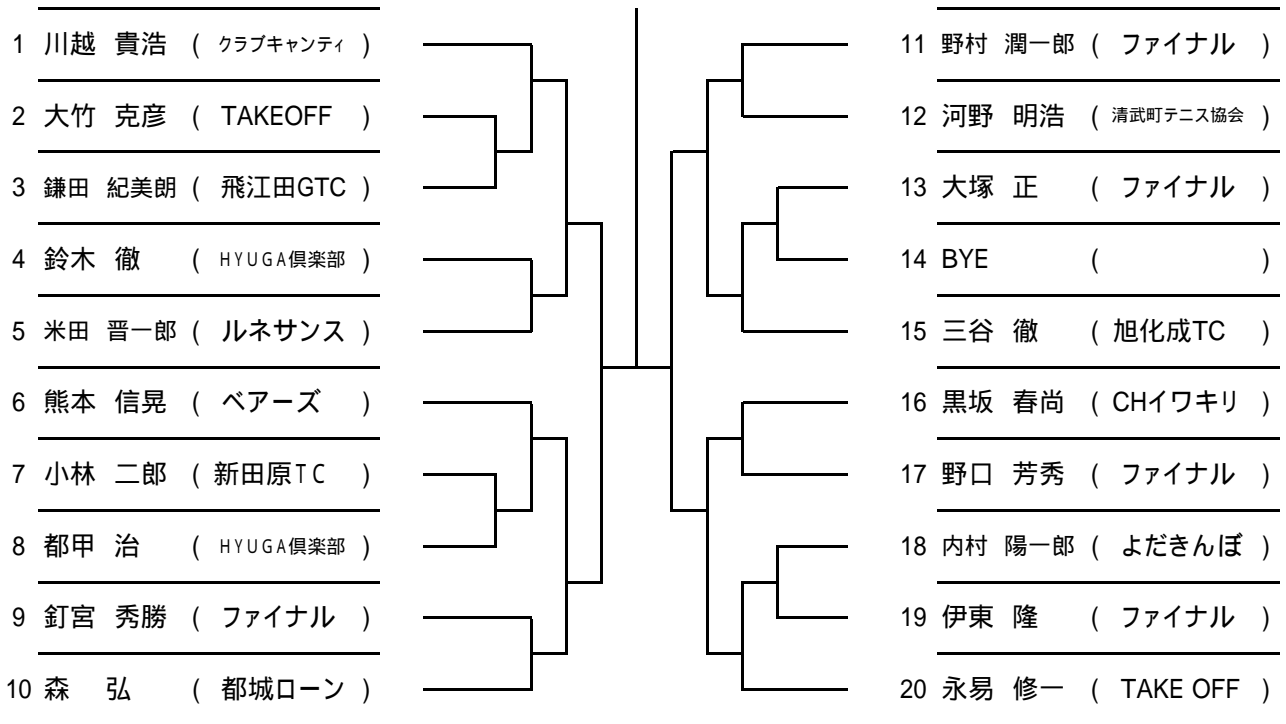 1 川越 貴浩 ( クラブキャンティ )
2 大竹 克彦 ( TAKEOFF )
3 鎌田 紀美朗 ( 飛江田GTC )
4 鈴木 徹 ( HYUGA倶楽部 )
5 米田 晋一郎 ( ルネサンス )
6 熊本 信晃 ( ベアーズ )
7 小林 二郎 ( 新田原TC )
8 都甲 治 ( HYUGA倶楽部 )
9 釘宮 秀勝 ( ファイナル )
10 森 弘 ( 都城ローン )
11 野村 潤一郎 ( ファイナル )
12 河野 明浩 ( 清武町テニス協会 )
13 大塚 正 ( ファイナル )
14 BYE ( )
15 三谷 徹 ( 旭化成TC )
16 黒坂 春尚 ( CHイワキリ )
17 野口 芳秀 ( ファイナル )
18 内村 陽一郎 ( よだきんぼ )
19 伊東 隆 ( ファイナル )
20 永易 修一 ( TAKE OFF )